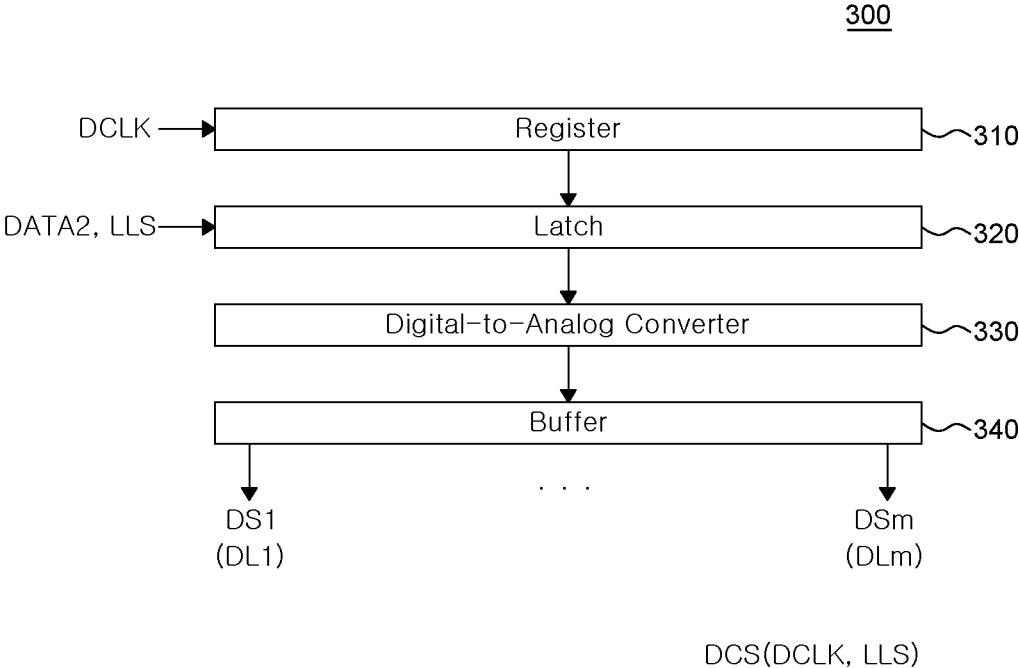 300
DCLK
Register
310
DATA2, LLS
Latch
320
Digital-to-Analog Converter
330
Buffer
340
. . .
DS1
(DL1)
DSm
(DLm)
DCS(DCLK, LLS)